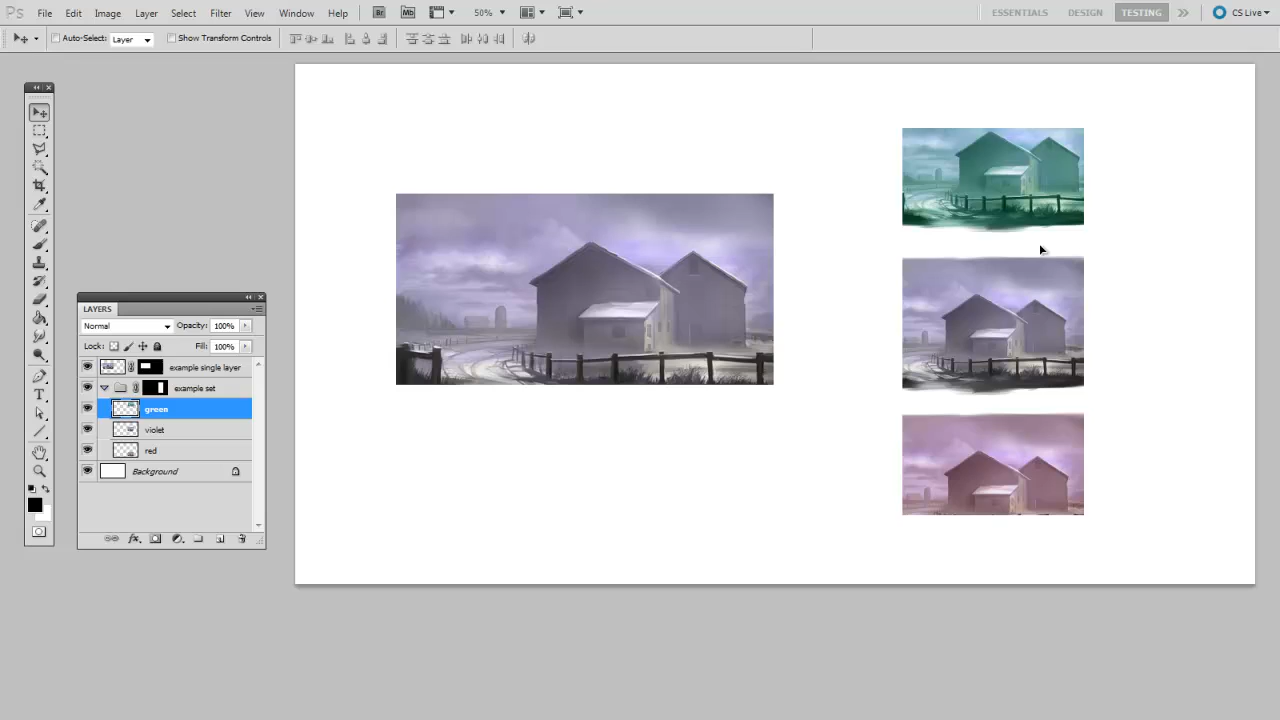 Ps File Edit Image Layer Select Filter View Window Help Br Mb 50% ESSENTIALS DESIGN TESTING CS Live
Auto-Select: Layer Show Transform Controls
LAYERS
Normal Opacity: 100%
Lock: Fill: 100%
example single layer
example set
green
violet
red
Background
fx